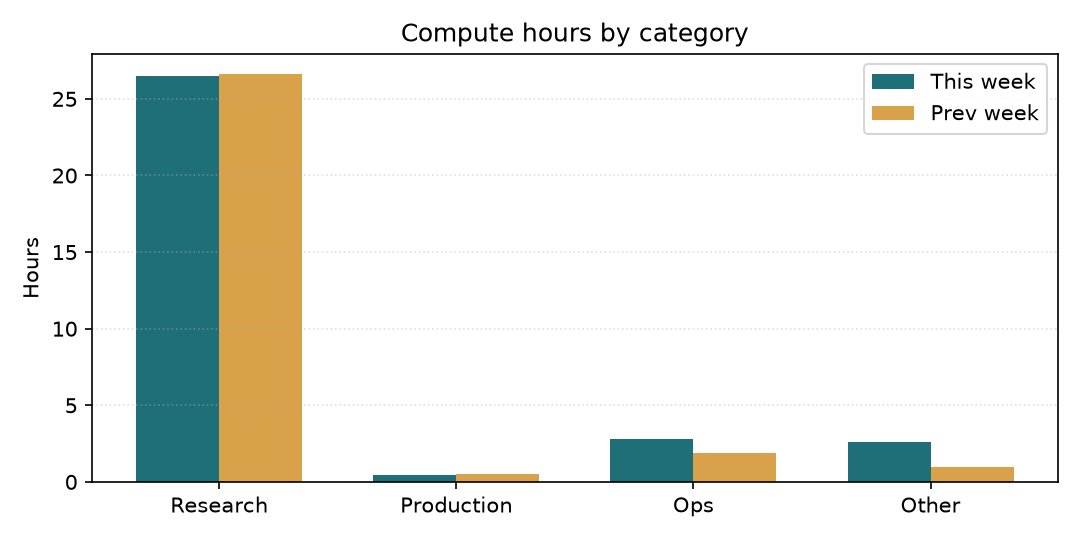 Compute hours by category
This week
Prev week
Hours
25
20
15
10
5
0
Research
Production
Ops
Other